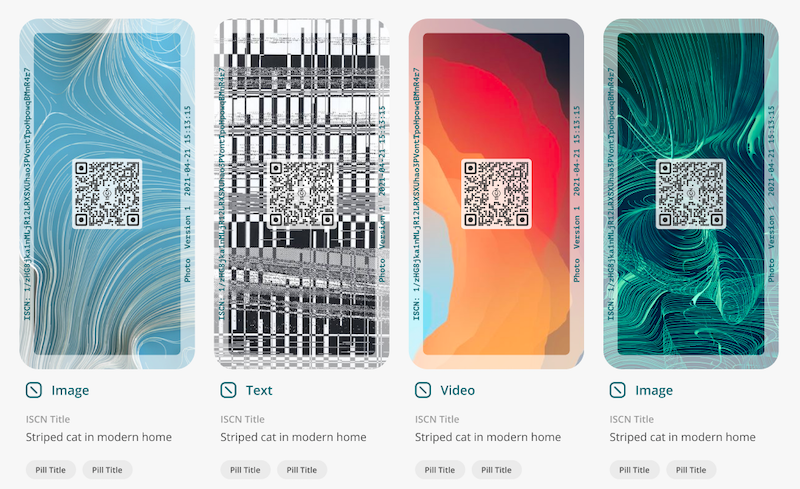 ISCN: 1/zHG8jka1nMLjR12LRXSXUhao3PVontTpoHpowqBMnR4z7
Photo Version 1 2021-04-21 15:13:15
Image
ISCN Title
Striped cat in modern home
Pill Title Pill Title
ISCN: 1/zHG8jka1nMLjR12LRXSXUhao3PVontTpoHpowqBMnR4z7
Photo Version 1 2021-04-21 15:13:15
Text
ISCN Title
Striped cat in modern home
Pill Title Pill Title
ISCN: 1/zHG8jka1nMLjR12LRXSXUhao3PVontTpoHpowqBMnR4z7
Photo Version 1 2021-04-21 15:13:15
Video
ISCN Title
Striped cat in modern home
Pill Title Pill Title
ISCN: 1/zHG8jka1nMLjR12LRXSXUhao3PVontTpoHpowqBMnR4z7
Photo Version 1 2021-04-21 15:13:15
Image
ISCN Title
Striped cat in modern home
Pill Title Pill Title